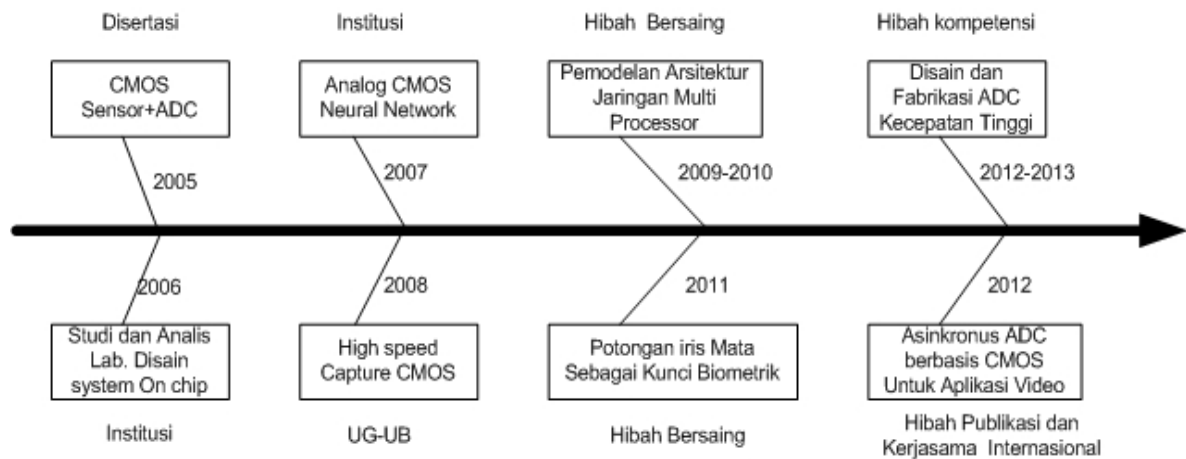 Disertasi
Institusi
Hibah Bersaing
Hibah kompetensi
CMOS
Sensor+ADC
Analog CMOS
Neural Network
Pemodelan Arsitektur
Jaringan Multi
Processor
Disain dan
Fabrikasi ADC
Kecepatan Tinggi
2005
2007
2009-2010
2012-2013
2006
2008
2011
2012
Studi dan Analis
Lab. Disain
system On chip
High speed
Capture CMOS
Potongan iris Mata
Sebagai Kunci Biometrik
Asinkronus ADC
berbasis CMOS
Untuk Aplikasi Video
Institusi
UG-UB
Hibah Bersaing
Hibah Publikasi dan
Kerjasama Internasional